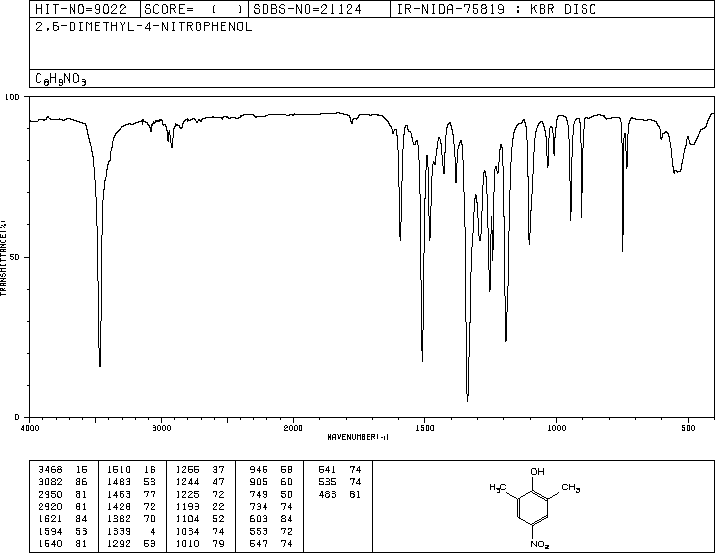 HIT-NO=9022 SCORE= ( ) SDBS-NO=21124 IR-NIDA-75819 : KBR DISC
2,6-DIMETHYL-4-NITROPHENOL
C8H9NO3
100
50
0
TRANSMITTANCE(%)
4000 3000 2000 1500 1000 500
WAVENUMBER(-1)
3468 15 1510 16 1256 37 946 58 541 74
3082 86 1483 53 1244 47 905 60 535 74
2950 81 1463 77 1225 72 749 50 483 81
2920 81 1428 72 1193 22 734 74
1621 84 1382 70 1104 52 603 84
1594 53 1339 4 1034 74 553 72
1540 81 1292 53 1010 79 547 74
OH
H3C CH3
NO2